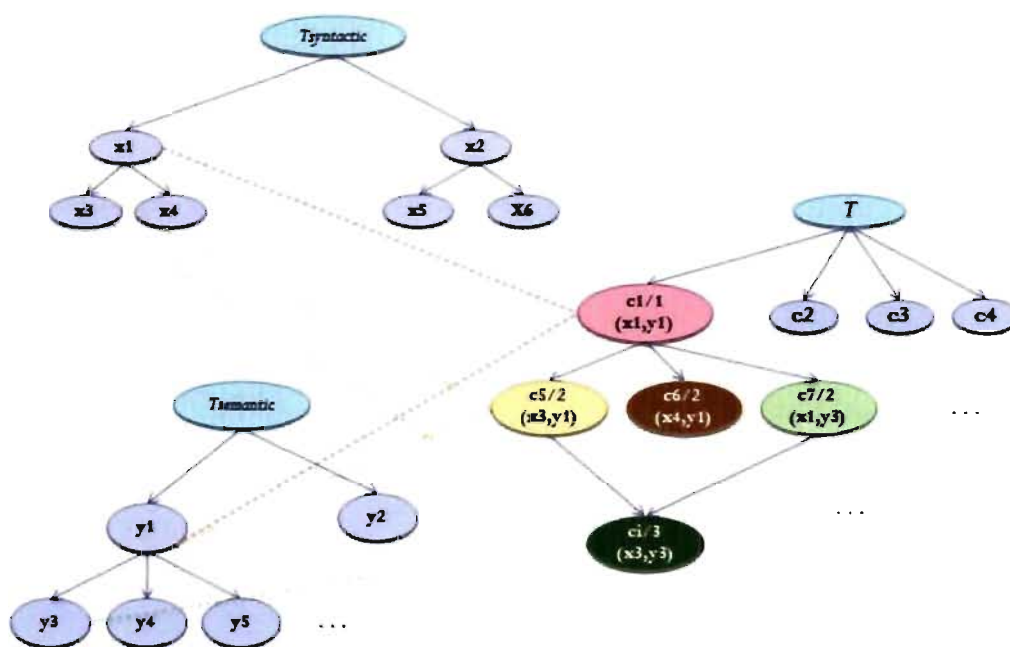 Tsyntactic
x1
x2
x3
x4
x5
X6
T
c1/1
(x1,y1)
c2
c3
c4
c5/2
(x3,y1)
c6/2
(x4,y1)
c7/2
(x1,y3)
...
Tsemantic
y1
y2
...
ci/3
(x3,y3)
y3
y4
y5
...